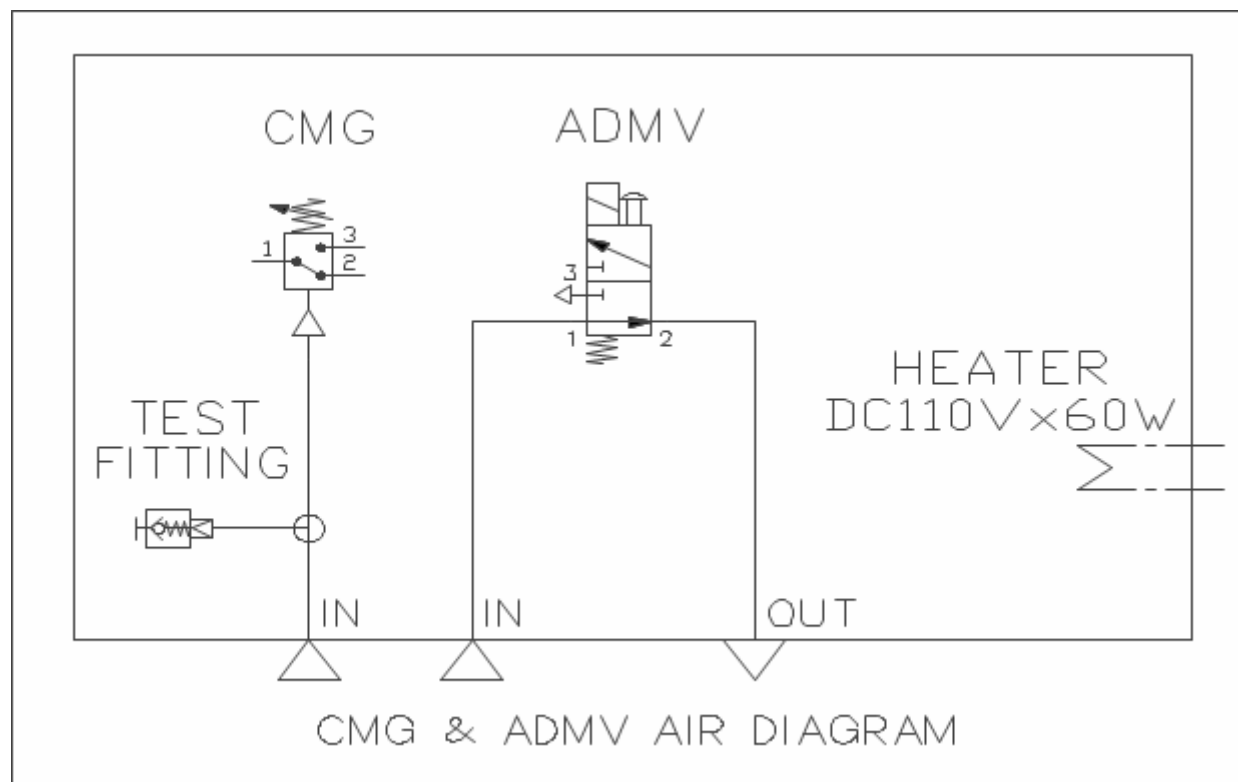 CMG
ADMV
3
1
2
3
1
2
HEATER
DC110V×60W
TEST
FITTING
IN
IN
OUT
CMG & ADMV AIR DIAGRAM